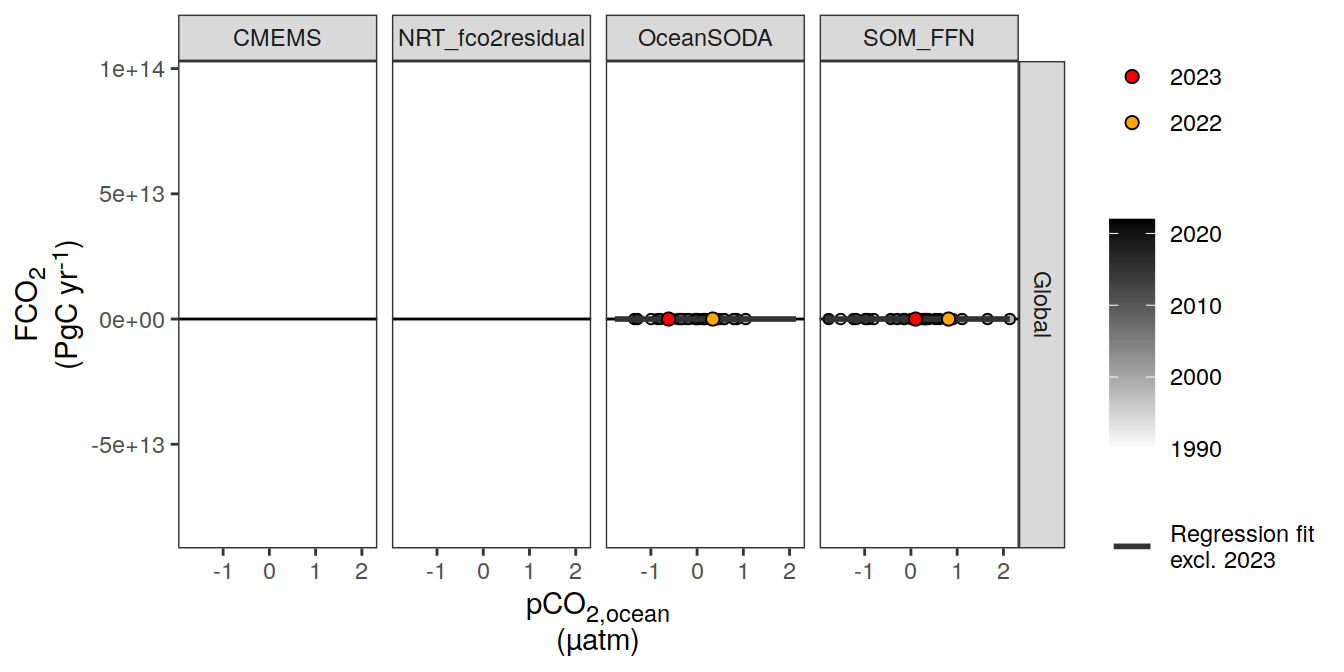 CMEMS
NRT_fco2residual
OceanSODA
SOM_FFN
1e+14
5e+13
0e+00
-5e+13
FCO2
(PgC yr-1)
Global
-1 0 1 2
-1 0 1 2
-1 0 1 2
-1 0 1 2
pCO2,ocean
(µatm)
2023
2022
2020
2010
2000
1990
Regression fit
excl. 2023